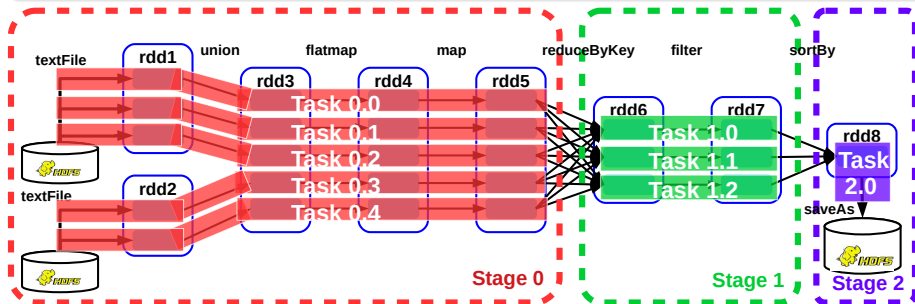 union
flatmap
map
reduceByKey
filter
sortBy
textFile
rdd1
rdd3
rdd4
rdd5
rdd6
rdd7
rdd8
Task 0.0
Task 0.1
Task 0.2
Task 0.3
Task 0.4
Task 1.0
Task 1.1
Task 1.2
Task
2.0
HDFS
textFile
rdd2
HDFS
saveAs
HDFS
Stage 0
Stage 1
Stage 2